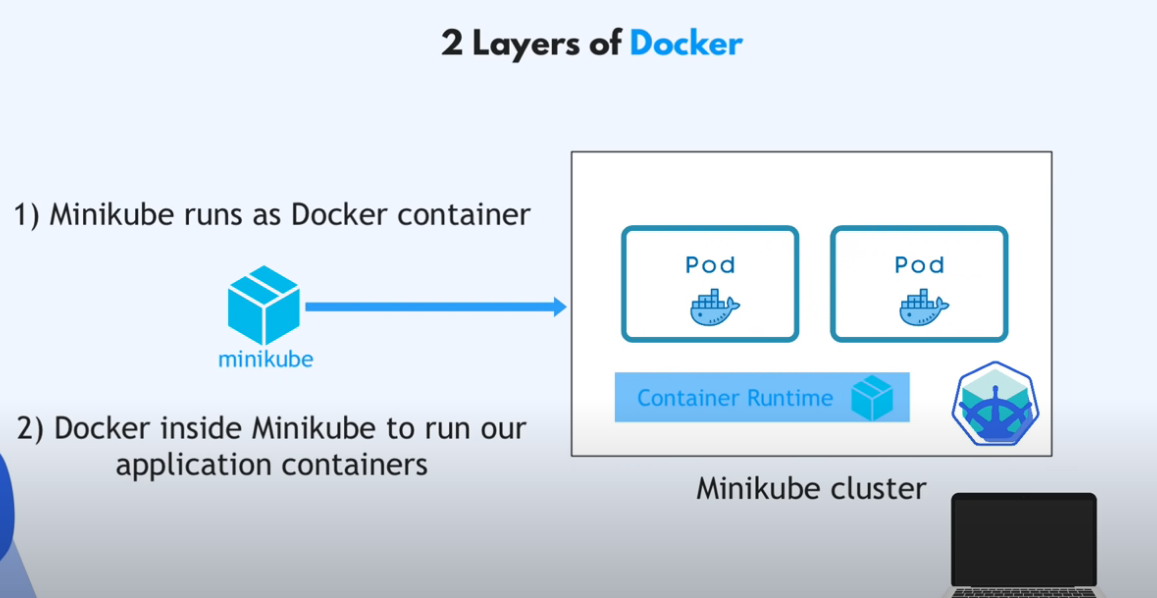 2 Layers of Docker
1) Minikube runs as Docker container
minikube
2) Docker inside Minikube to run our
application containers
Pod
Pod
Container Runtime
Minikube cluster